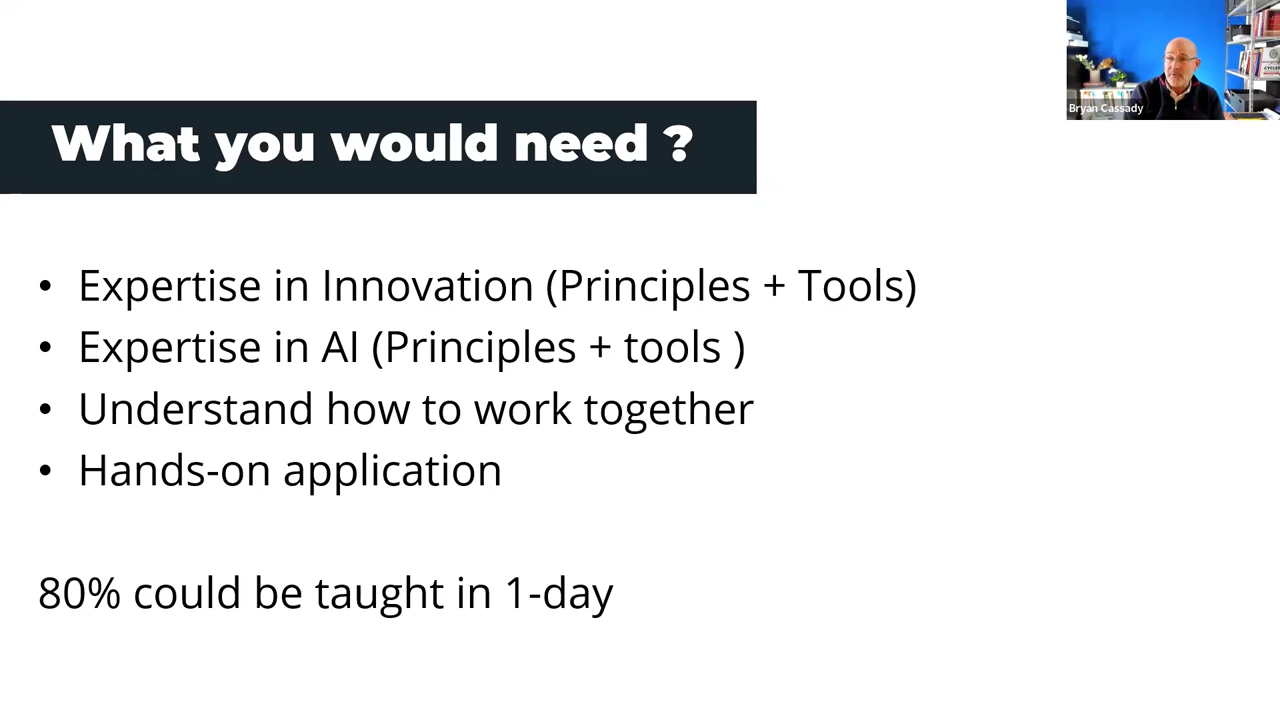 Bryan Cassady
What you would need ?
• Expertise in Innovation (Principles + Tools)
• Expertise in AI (Principles + tools )
• Understand how to work together
• Hands-on application
80% could be taught in 1-day